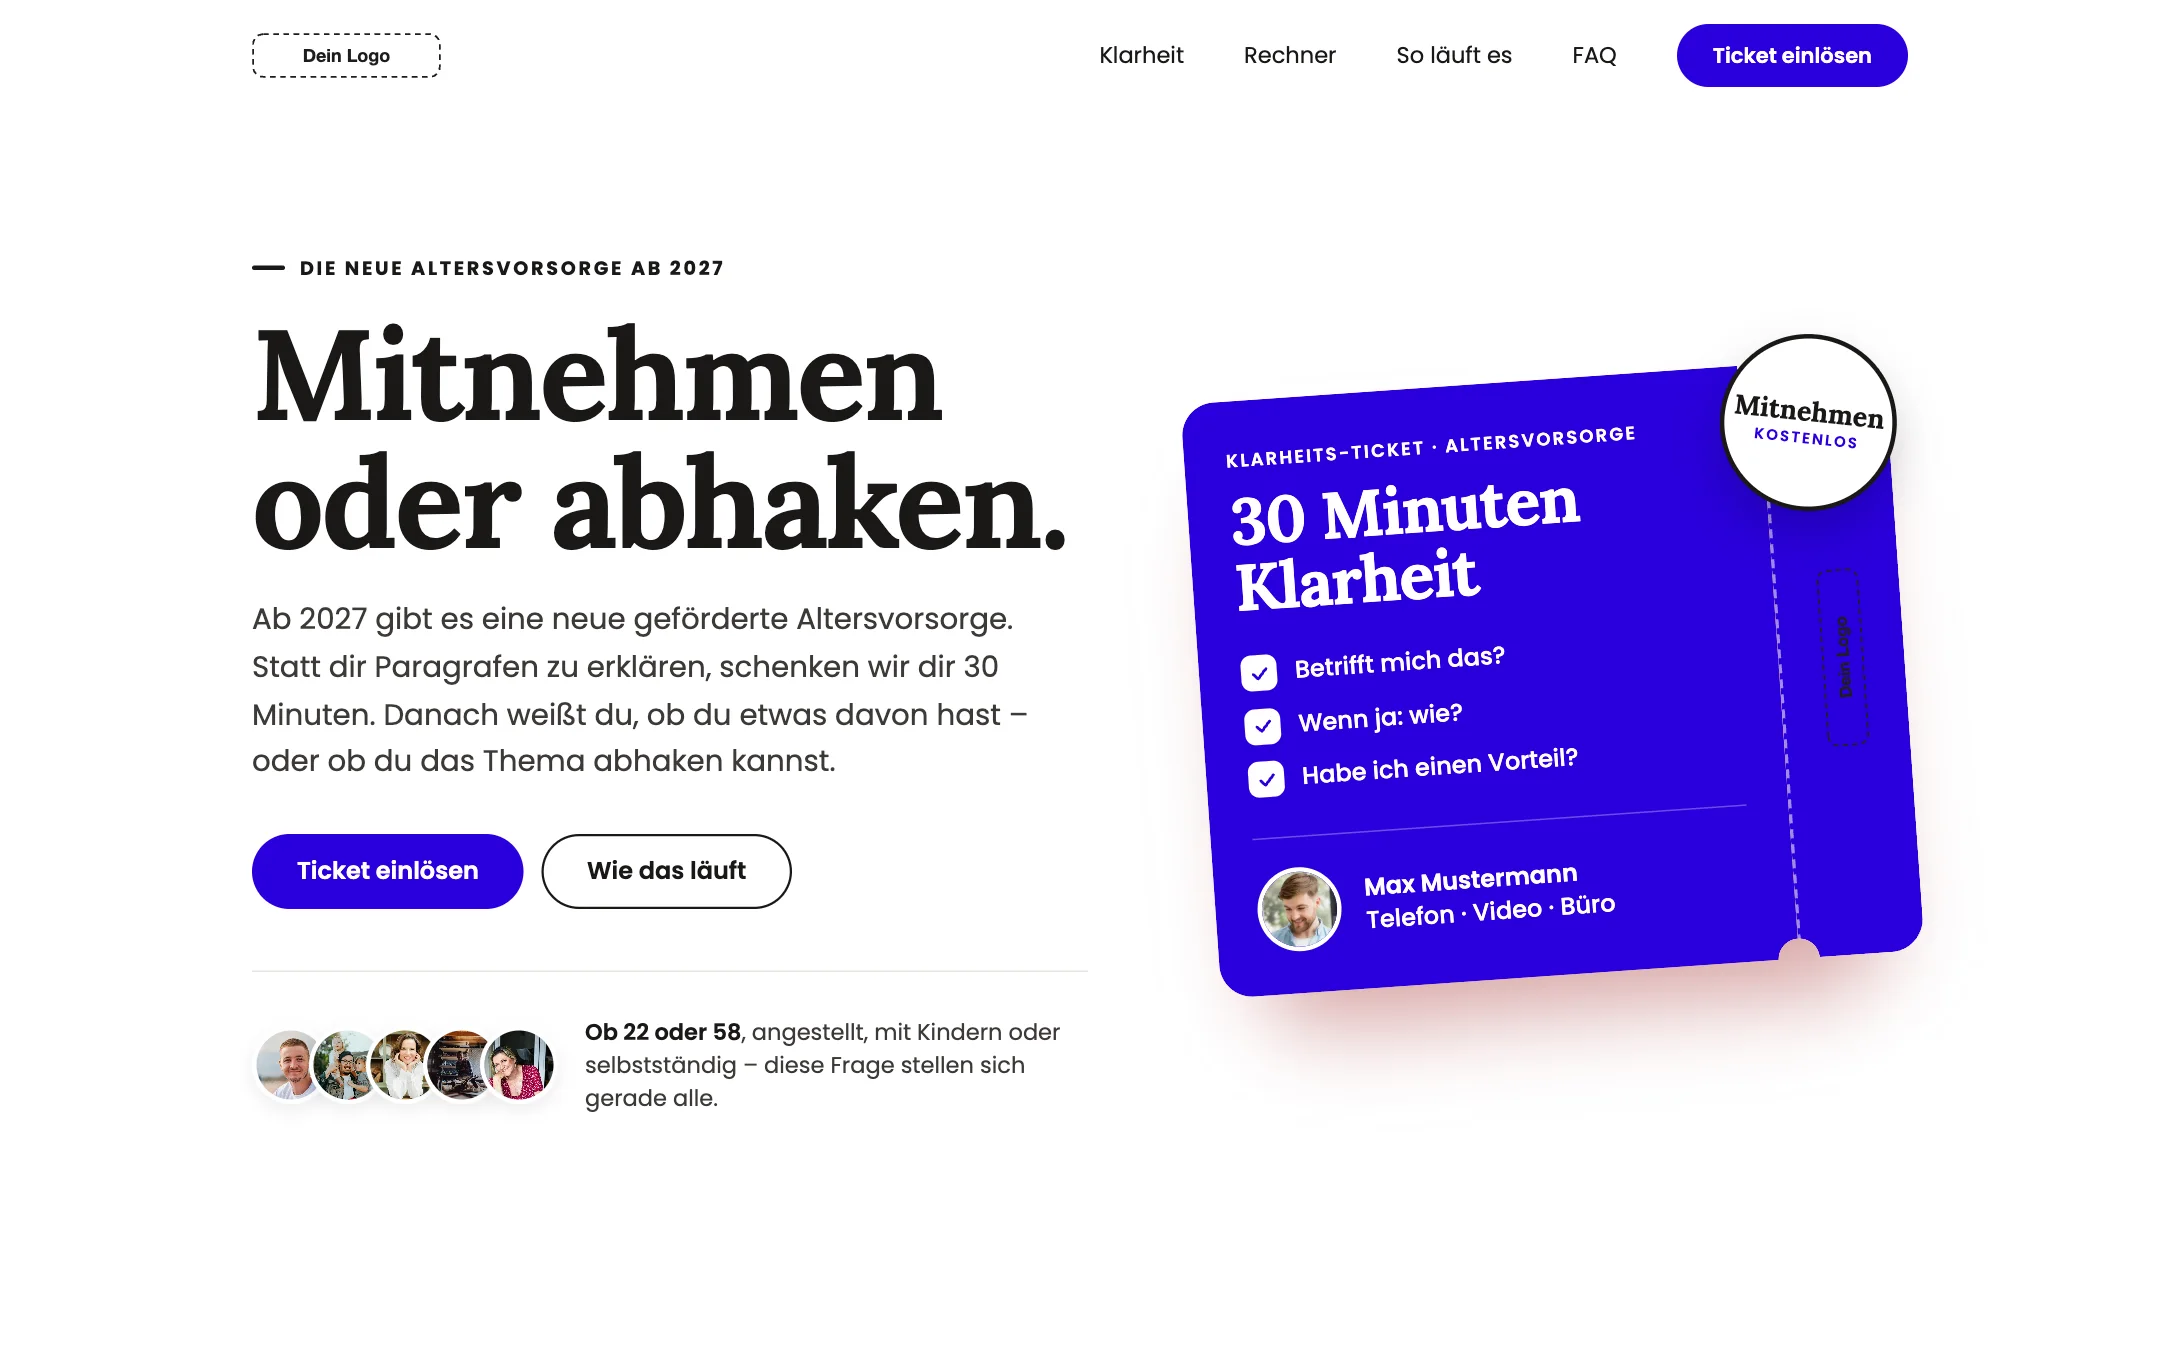 Dein Logo
Klarheit
Rechner
So läuft es
FAQ
Ticket einlösen
DIE NEUE ALTERSVORSORGE AB 2027
Mitnehmen
oder abhaken.
Ab 2027 gibt es eine neue geförderte Altersvorsorge.
Statt dir Paragrafen zu erklären, schenken wir dir 30
Minuten. Danach weißt du, ob du etwas davon hast –
oder ob du das Thema abhaken kannst.
Ticket einlösen
Wie das läuft
Ob 22 oder 58, angestellt, mit Kindern oder
selbstständig – diese Frage stellen sich
gerade alle.
Mitnehmen
KOSTENLOS
KLARHEITS-TICKET · ALTERSVORSORGE
30 Minuten
Klarheit
Betrifft mich das?
Wenn ja: wie?
Habe ich einen Vorteil?
Max Mustermann
Telefon · Video · Büro
Dein Logo